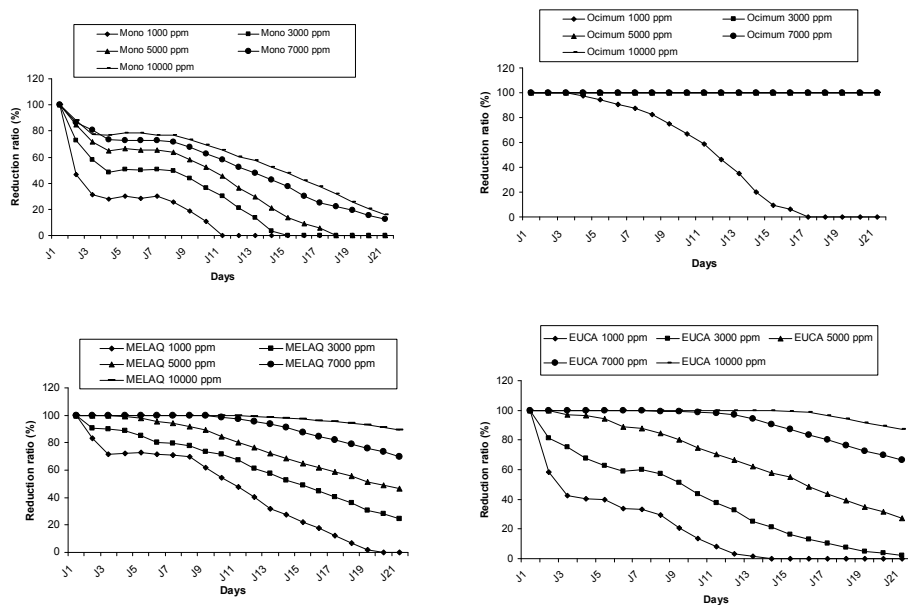 Mono 1000 ppm Mono 3000 ppm
Mono 5000 ppm Mono 7000 ppm
Mono 10000 ppm
Reduction ratio (%)
120
100
80
60
40
20
0
J1 J3 J5 J7 J9 J11 J13 J15 J17 J19 J21
Days
Ocimum 1000 ppm Ocimum 3000 ppm
Ocimum 5000 ppm Ocimum 7000 ppm
Ocimum 10000 ppm
Reduction ratio (%)
120
100
80
60
40
20
0
J1 J3 J5 J7 J9 J11 J13 J15 J17 J19 J21
Days
MELAQ 1000 ppm MELAQ 3000 ppm
MELAQ 5000 ppm MELAQ 7000 ppm
MELAQ 10000 ppm
Reduction ratio (%)
120
100
80
60
40
20
0
J1 J3 J5 J7 J9 J11 J13 J15 J17 J19 J21
Days
EUCA 1000 ppm EUCA 3000 ppm EUCA 5000 ppm
EUCA 7000 ppm EUCA 10000 ppm
Reduction ratio (%)
120
100
80
60
40
20
0
J1 J3 J5 J7 J9 J11 J13 J15 J17 J19 J21
Days